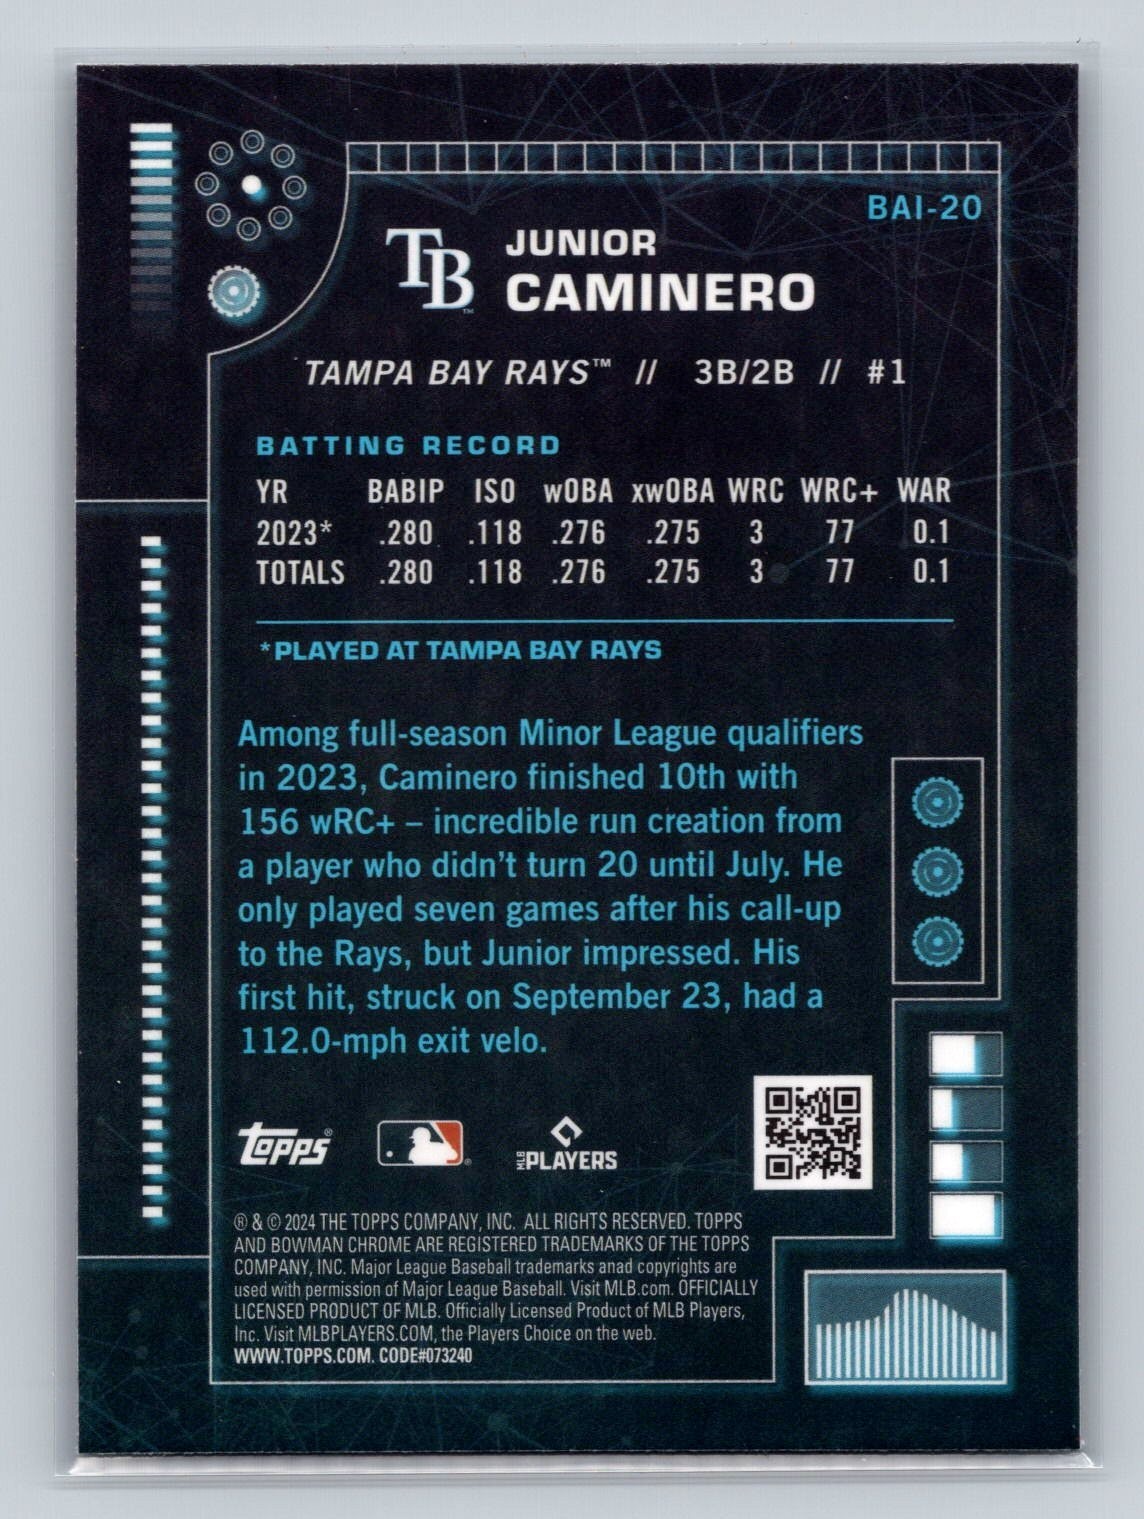 BAI-20
TB™
JUNIOR
CAMINERO
TAMPA BAY RAYS™ // 3B/2B // #1
BATTING RECORD
YR BABIP ISO wOBA xwOBA WRC WRC+ WAR
2023* .280 .118 .276 .275 3 77 0.1
TOTALS .280 .118 .276 .275 3 77 0.1
*PLAYED AT TAMPA BAY RAYS
Among full-season Minor League qualifiers
in 2023, Caminero finished 10th with
156 wRC+ – incredible run creation from
a player who didn't turn 20 until July. He
only played seven games after his call-up
to the Rays, but Junior impressed. His
first hit, struck on September 23, had a
112.0-mph exit velo.
Topps® MLB PLAYERS
® & © 2024 THE TOPPS COMPANY, INC. ALL RIGHTS RESERVED. TOPPS
AND BOWMAN CHROME ARE REGISTERED TRADEMARKS OF THE TOPPS
COMPANY, INC. Major League Baseball trademarks anad copyrights are
used with permission of Major League Baseball. Visit MLB.com. OFFICIALLY
LICENSED PRODUCT OF MLB. Officially Licensed Product of MLB Players,
Inc. Visit MLBPLAYERS.COM, the Players Choice on the web.
WWW.TOPPS.COM. CODE#073240